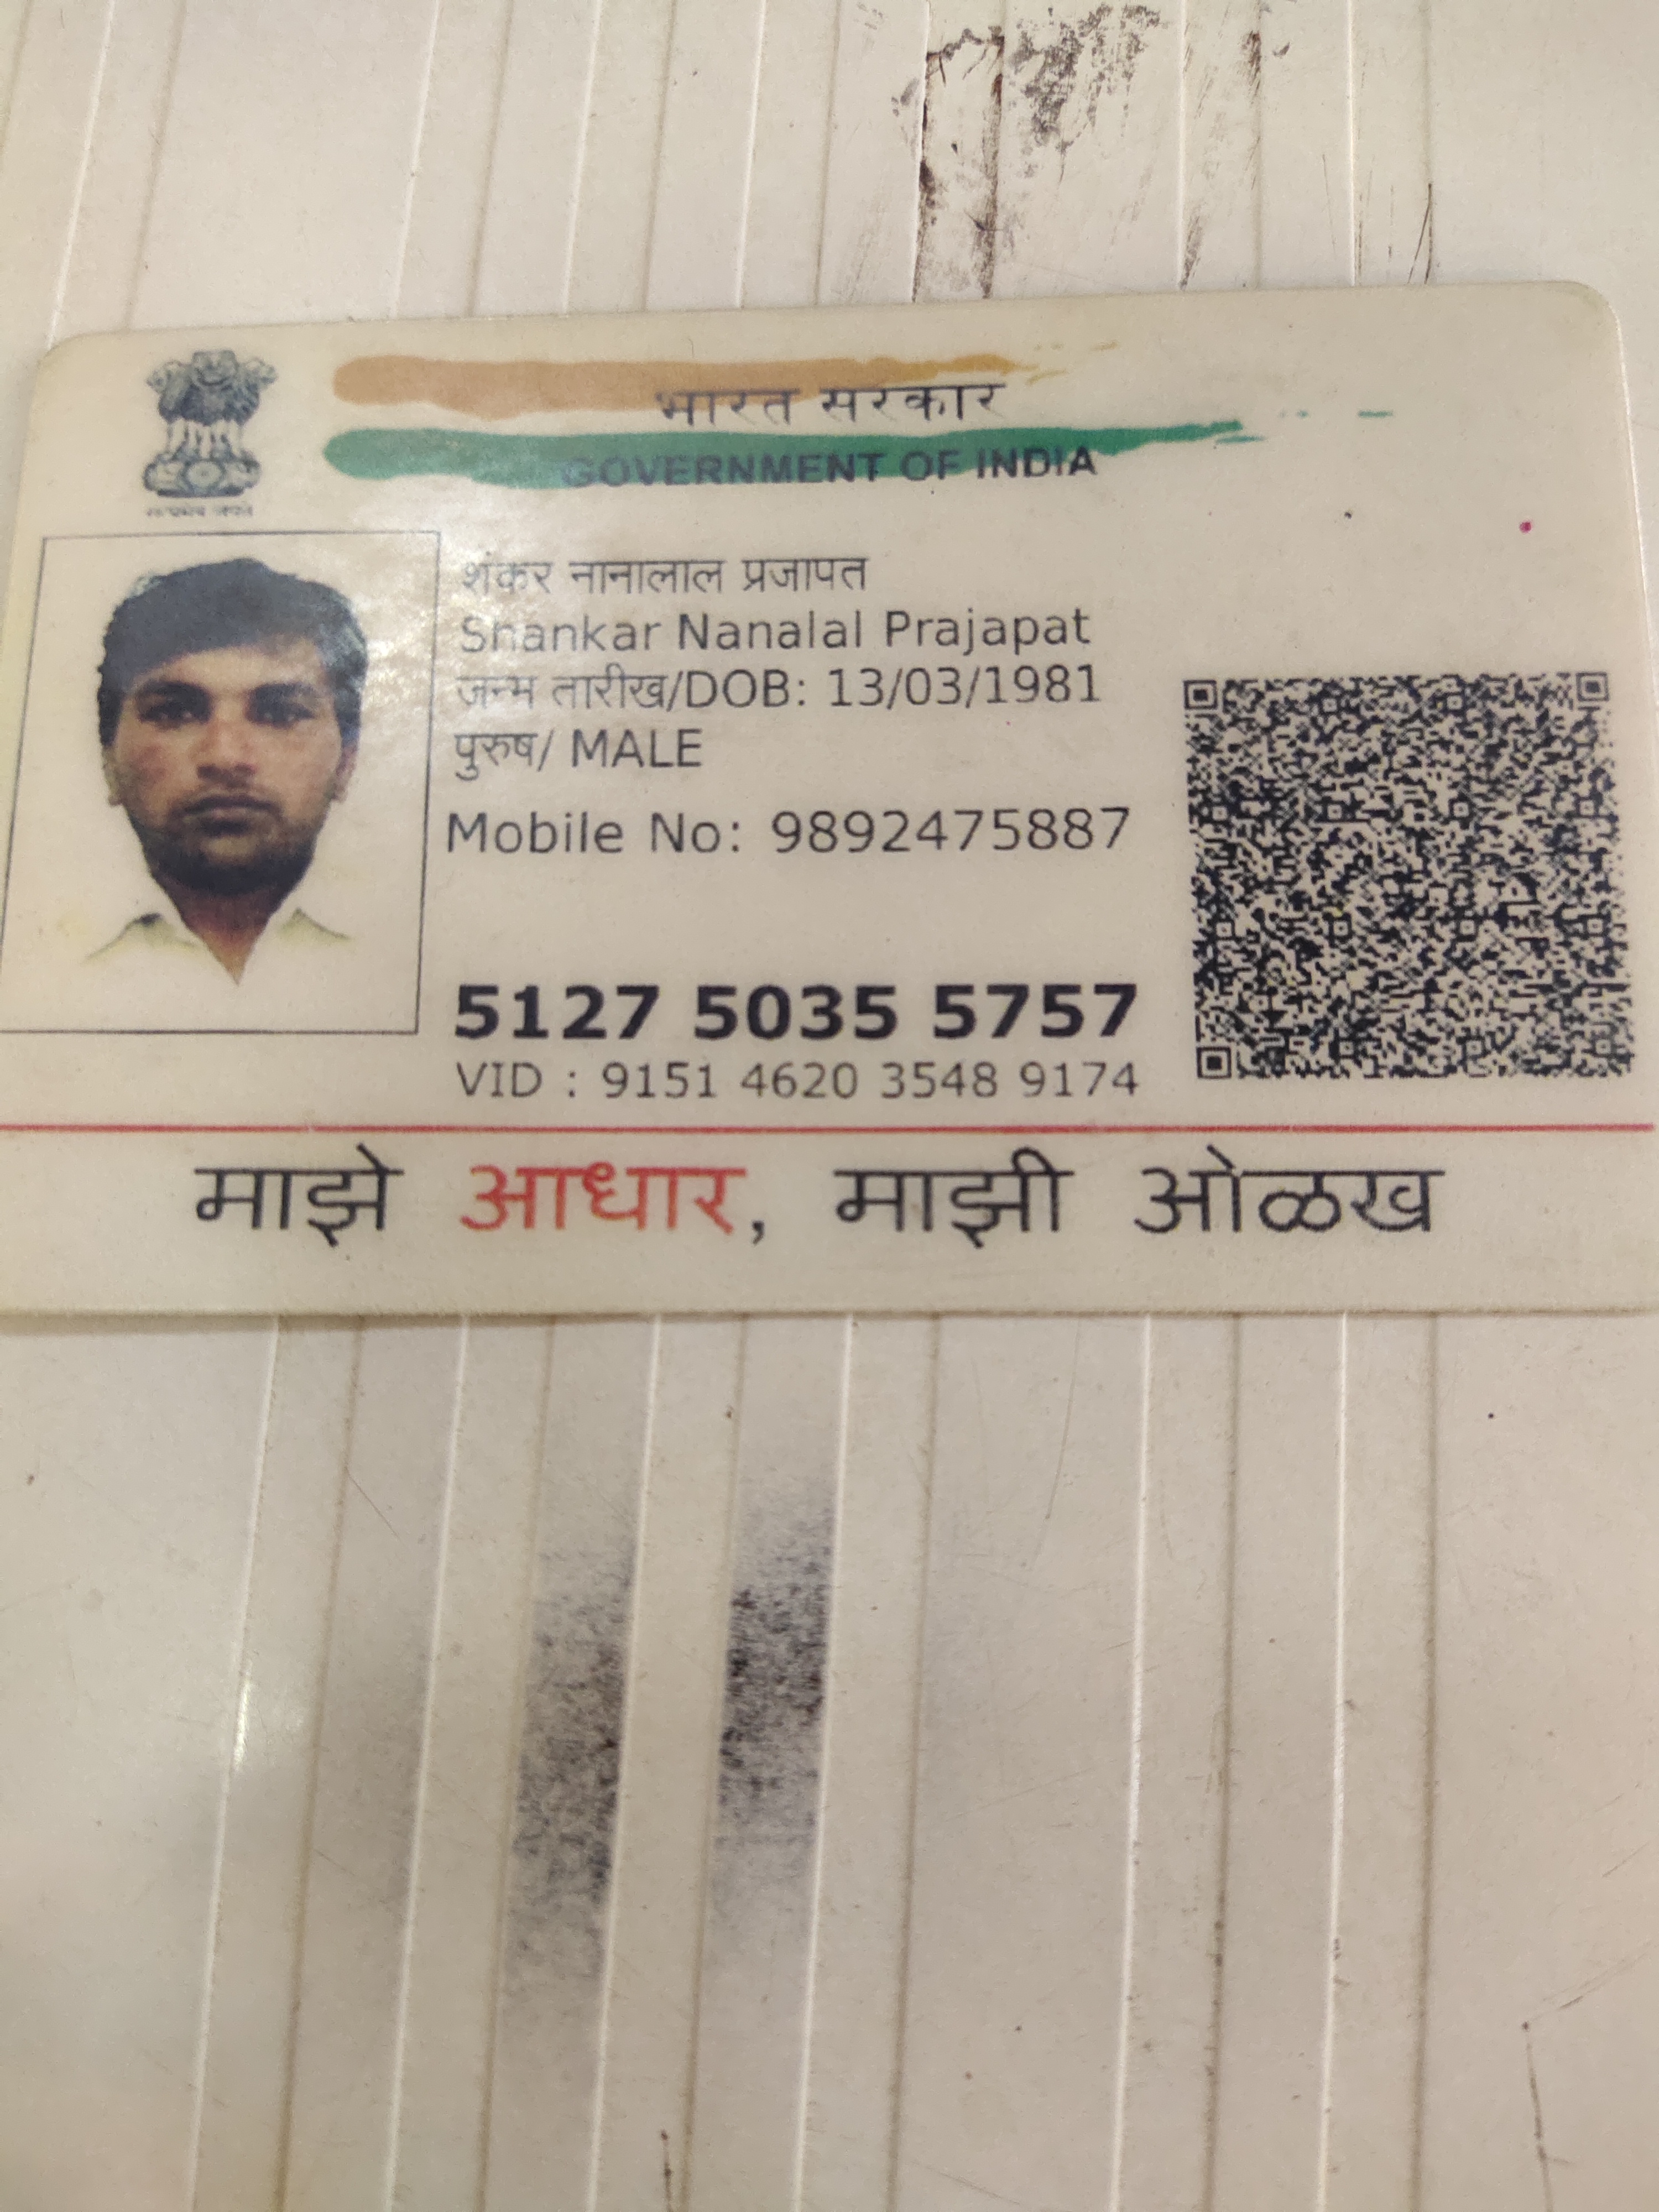 भारत सरकार
GOVERNMENT OF INDIA
शंकर नानालाल प्रजापत
Shankar Nanalal Prajapat
जन्म तारीख/DOB: 13/03/1981
पुरुष/ MALE
Mobile No: 9892475887
5127 5035 5757
VID : 9151 4620 3548 9174
माझे आधार, माझी ओळख